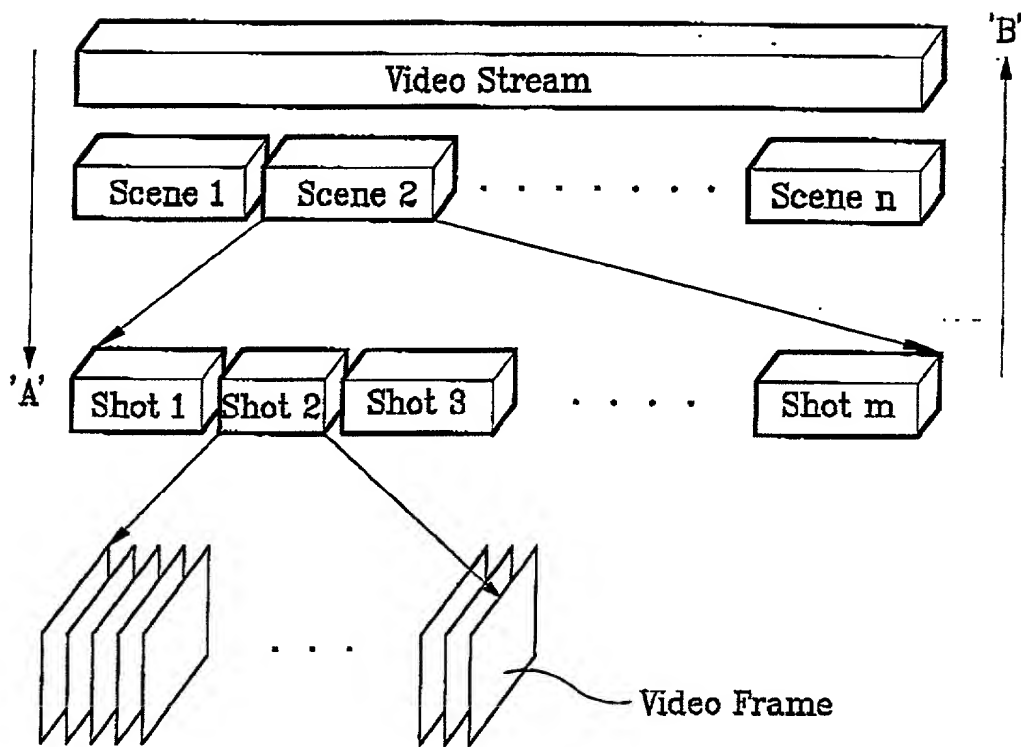 'B'
Video Stream
Scene 1 Scene 2 . . . . . . . Scene n
'A'
Shot 1 Shot 2 Shot 3 . . . . Shot m
. . .
Video Frame